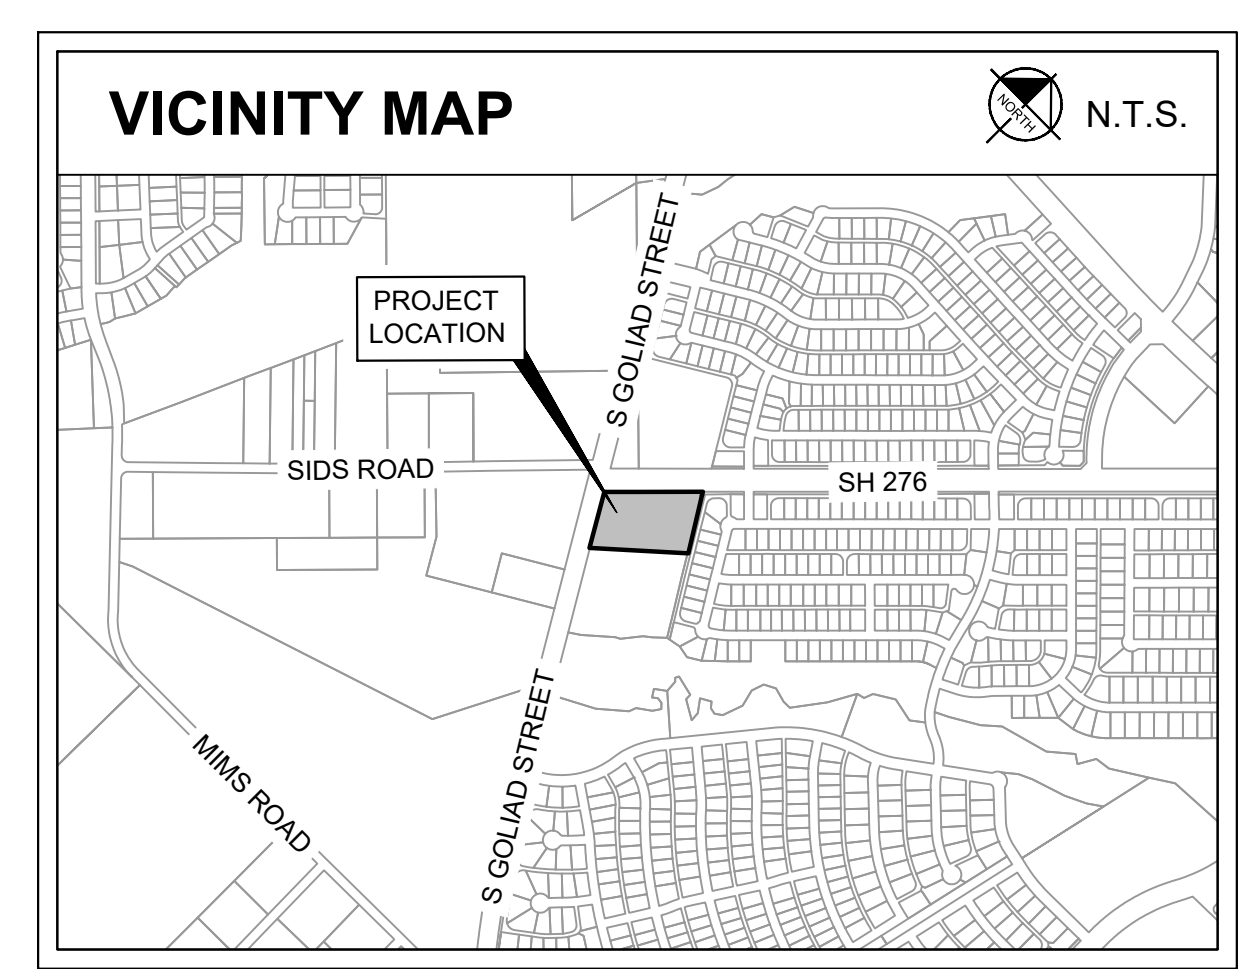 VICINITY MAP
NORTH
N.T.S.
S GOLIAD STREET
PROJECT
LOCATION
SIDS ROAD
SH 276
S GOLIAD STREET
MIMS ROAD